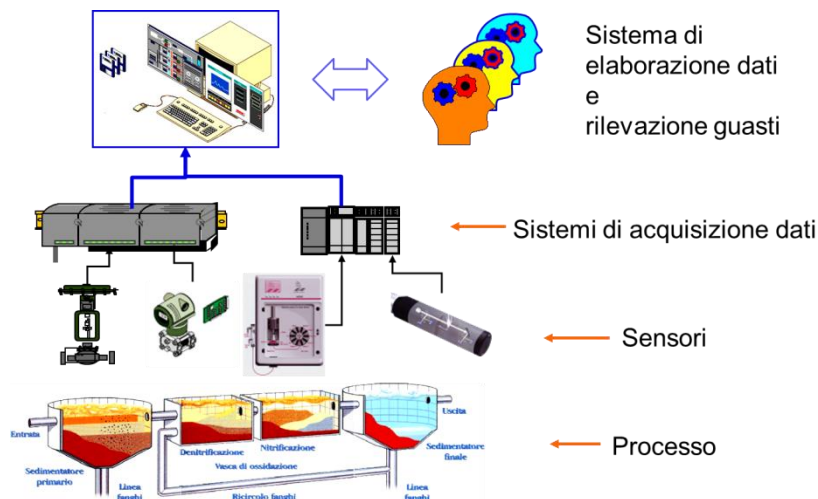 Sistema di
elaborazione dati
e
rilevazione guasti
Sistemi di acquisizione dati
Sensori
Processo
Entrata
Uscita
Denitrificazione
Nitrificazione
Sedimentatore
primario
Vasca di ossidazione
Sedimentatore
finale
Linea
fanghi
Ricircolo fanghi
Linea
fanghi